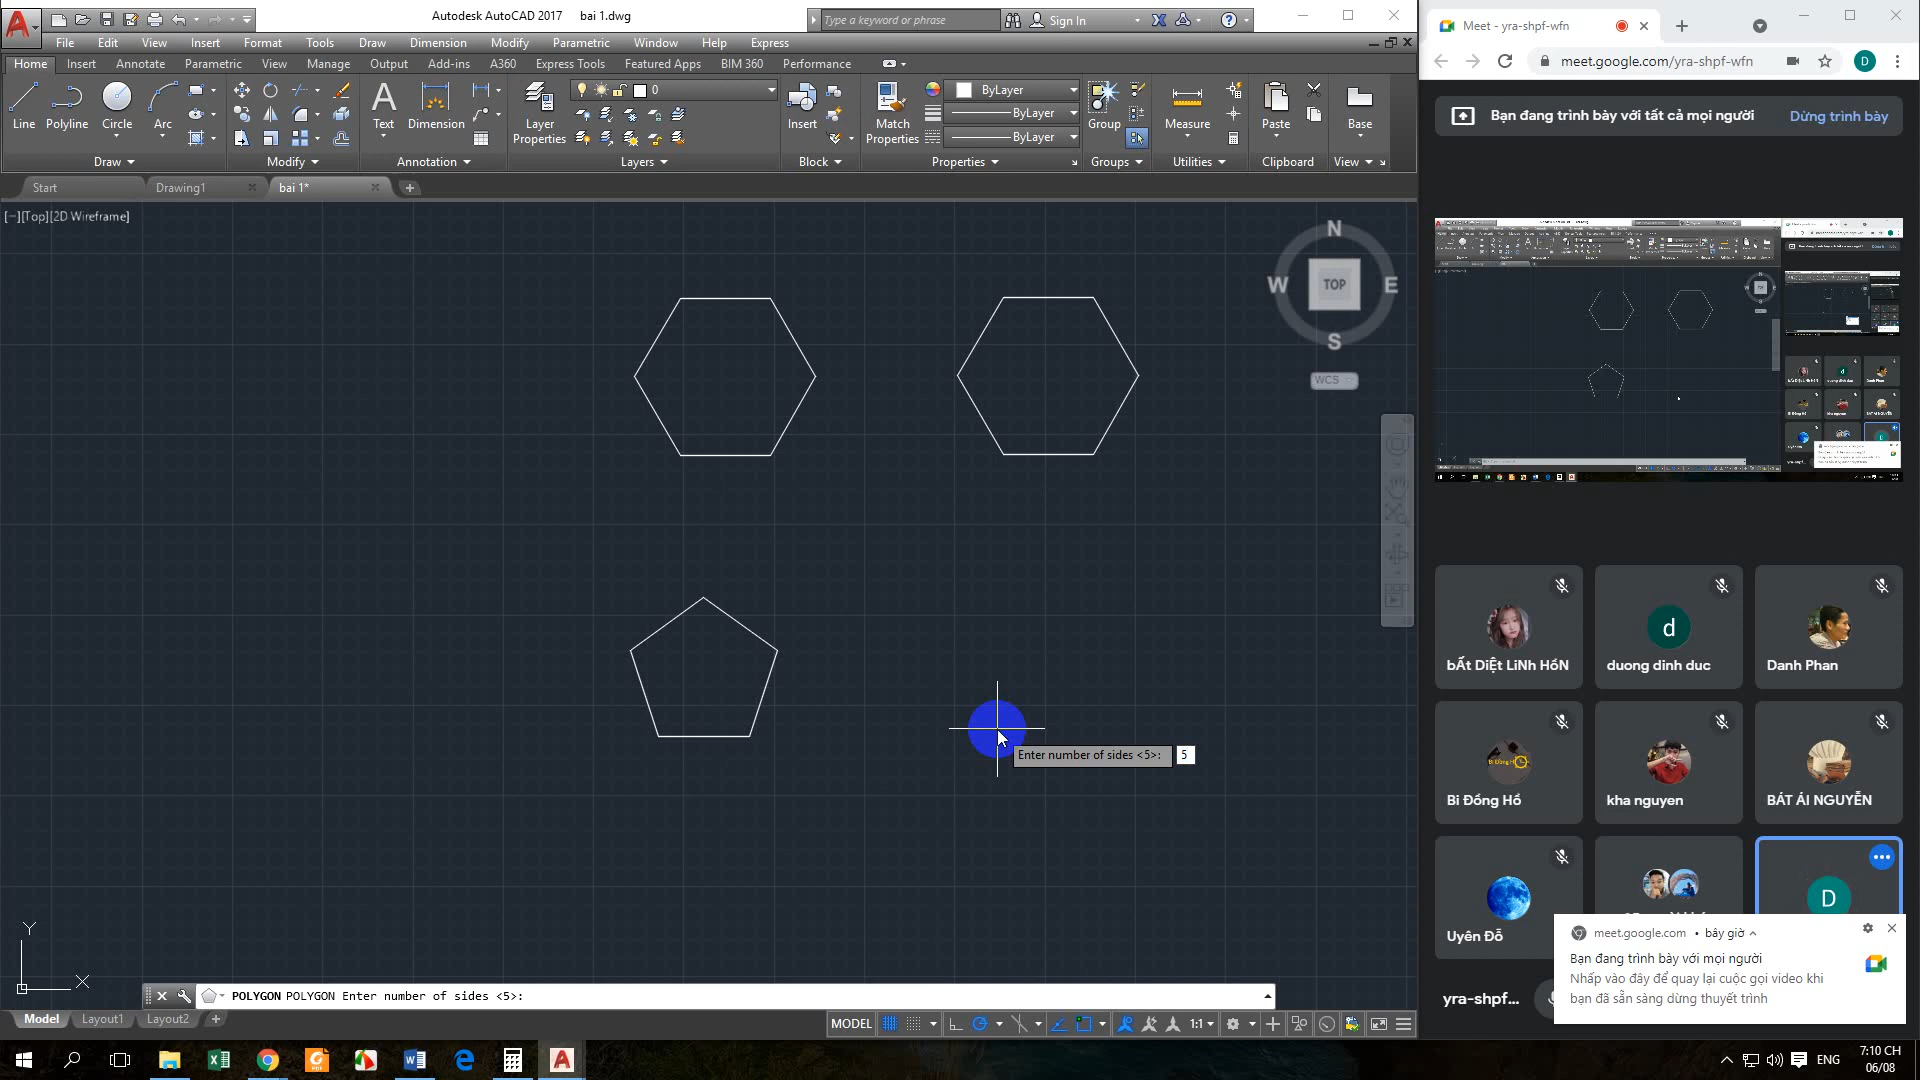 Autodesk AutoCAD 2017 bai 1.dwg
Type a keyword or phrase
Sign In
File Edit View Insert Format Tools Draw Dimension Modify Parametric Window Help Express
Home Insert Annotate Parametric View Manage Output Add-ins A360 Express Tools Featured Apps BIM 360 Performance
0
ByLayer
ByLayer
ByLayer
Line Polyline Circle Arc
Text Dimension
Layer Properties
Insert
Match Properties
Group
Measure
Paste
Base
Draw Modify Annotation Layers Block Properties Groups Utilities Clipboard View
Start Drawing1 bai 1*
[−][Top][2D Wireframe]
N
W TOP E
S
WCS
Enter number of sides <5>: 5
Y
X
POLYGON POLYGON Enter number of sides <5>:
Model Layout1 Layout2 +
MODEL 1:1
Meet - yra-shpf-wfn
meet.google.com/yra-shpf-wfn
D
Bạn đang trình bày với tất cả mọi người Dừng trình bày
bẤt DiỆt LiNh HồN
d
duong dinh duc
Danh Phan
Bi Đồng Hồ
kha nguyen
BÁT ÁI NGUYỄN
Uyên Đỗ
D
yra-shpf...
meet.google.com • bây giờ
Bạn đang trình bày với mọi người
Nhấp vào đây để quay lại cuộc gọi video khi
bạn đã sẵn sàng dừng thuyết trình
ENG
7:10 CH
06/08